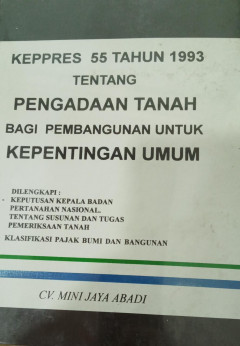 KEPPRES 55 TAHUN 1993
TENTANG
PENGADAAN TANAH
BAGI PEMBANGUNAN UNTUK
KEPENTINGAN UMUM
DILENGKAPI :
- KEPUTUSAN KEPALA BADAN
PERTANAHAN NASIONAL.
TENTANG SUSUNAN DAN TUGAS
PEMERIKSAAN TANAH
KLASIFIKASI PAJAK BUMI DAN BANGUNAN
CV. MINI JAYA ABADI